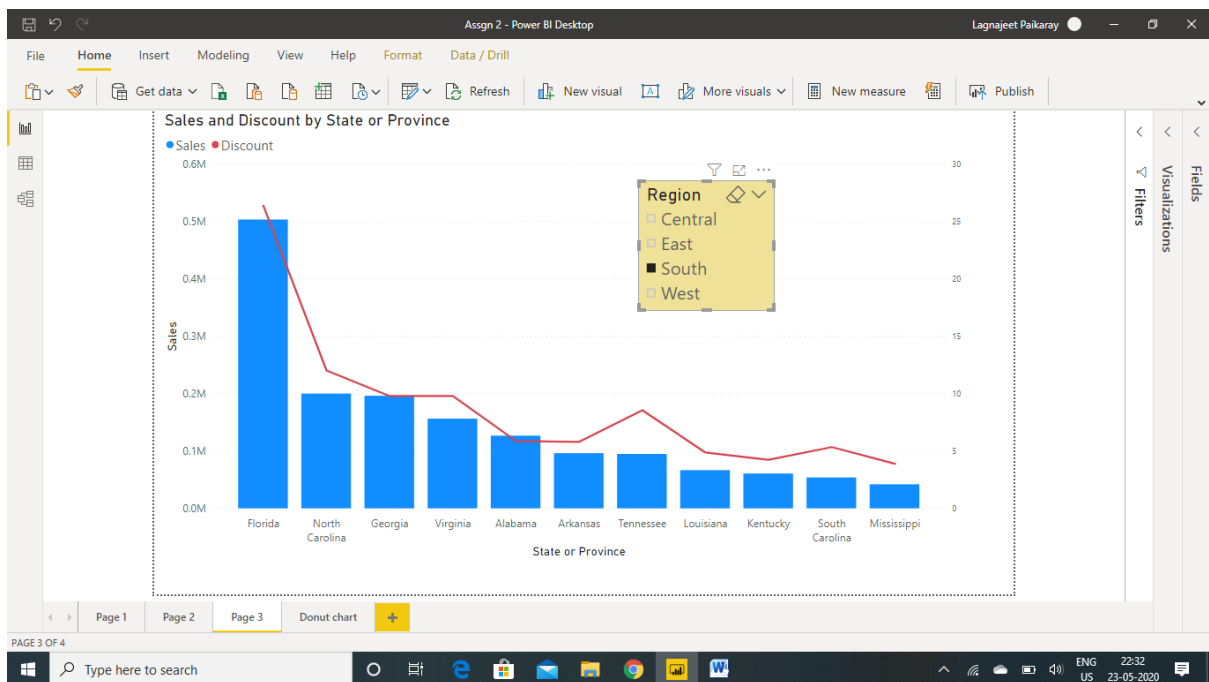 Assgn 2 - Power BI Desktop
Lagnajeet Paikaray
File Home Insert Modeling View Help Format Data / Drill
Get data Refresh New visual More visuals New measure Publish
Sales and Discount by State or Province
Sales Discount
0.6M
0.5M
0.4M
0.3M
0.2M
0.1M
0.0M
Sales
30
25
20
15
10
5
0
Region
Central
East
South
West
Florida North Carolina Georgia Virginia Alabama Arkansas Tennessee Louisiana Kentucky South Carolina Mississippi
State or Province
Filters
Visualizations
Fields
Page 1 Page 2 Page 3 Donut chart +
PAGE 3 OF 4
Type here to search
ENG
US
22:32
23-05-2020